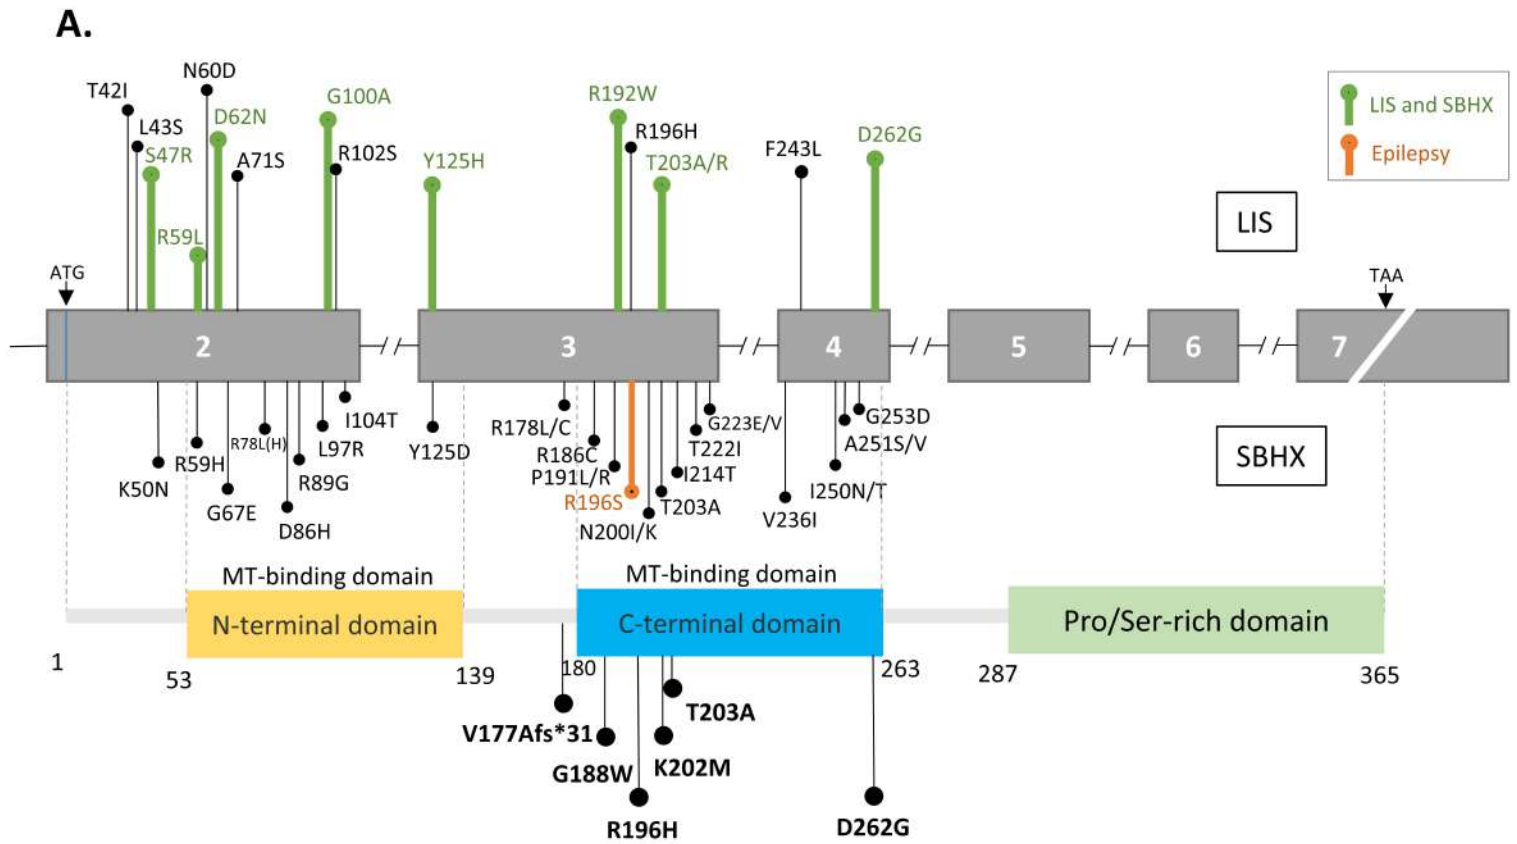 A.
N60D
T42I
G100A
R192W
LIS and SBHX
D62N
L43S
R196H
D262G
S47R
A71S
R102S
Y125H
T203A/R
F243L
Epilepsy
R59L
LIS
ATG
TAA
2
3
4
5
6
7
I104T
R178L/C
G223E/V
G253D
R78L(H)
L97R
Y125D
R186C
T222I
A251S/V
SBHX
R59H
P191L/R
I214T
K50N
R89G
R196S
T203A
I250N/T
G67E
D86H
N200I/K
V236I
MT-binding domain
MT-binding domain
N-terminal domain
C-terminal domain
Pro/Ser-rich domain
1
53
139
180
263
287
365
V177Afs*31
T203A
G188W
K202M
R196H
D262G